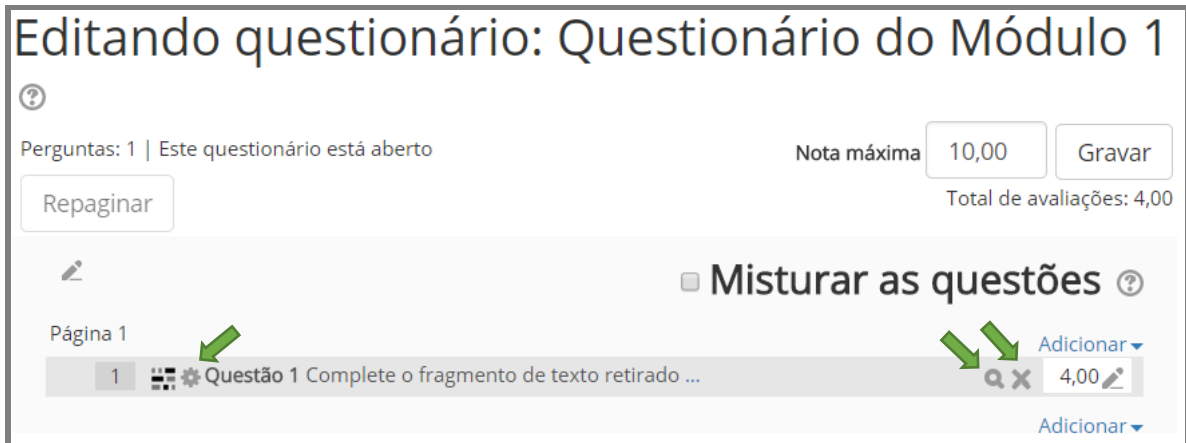 Editando questionário: Questionário do Módulo 1
Perguntas: 1 | Este questionário está aberto
Nota máxima 10,00 Gravar
Repaginar
Total de avaliações: 4,00
Misturar as questões
Página 1
Adicionar
1 Questão 1 Complete o fragmento de texto retirado ... 4,00
Adicionar